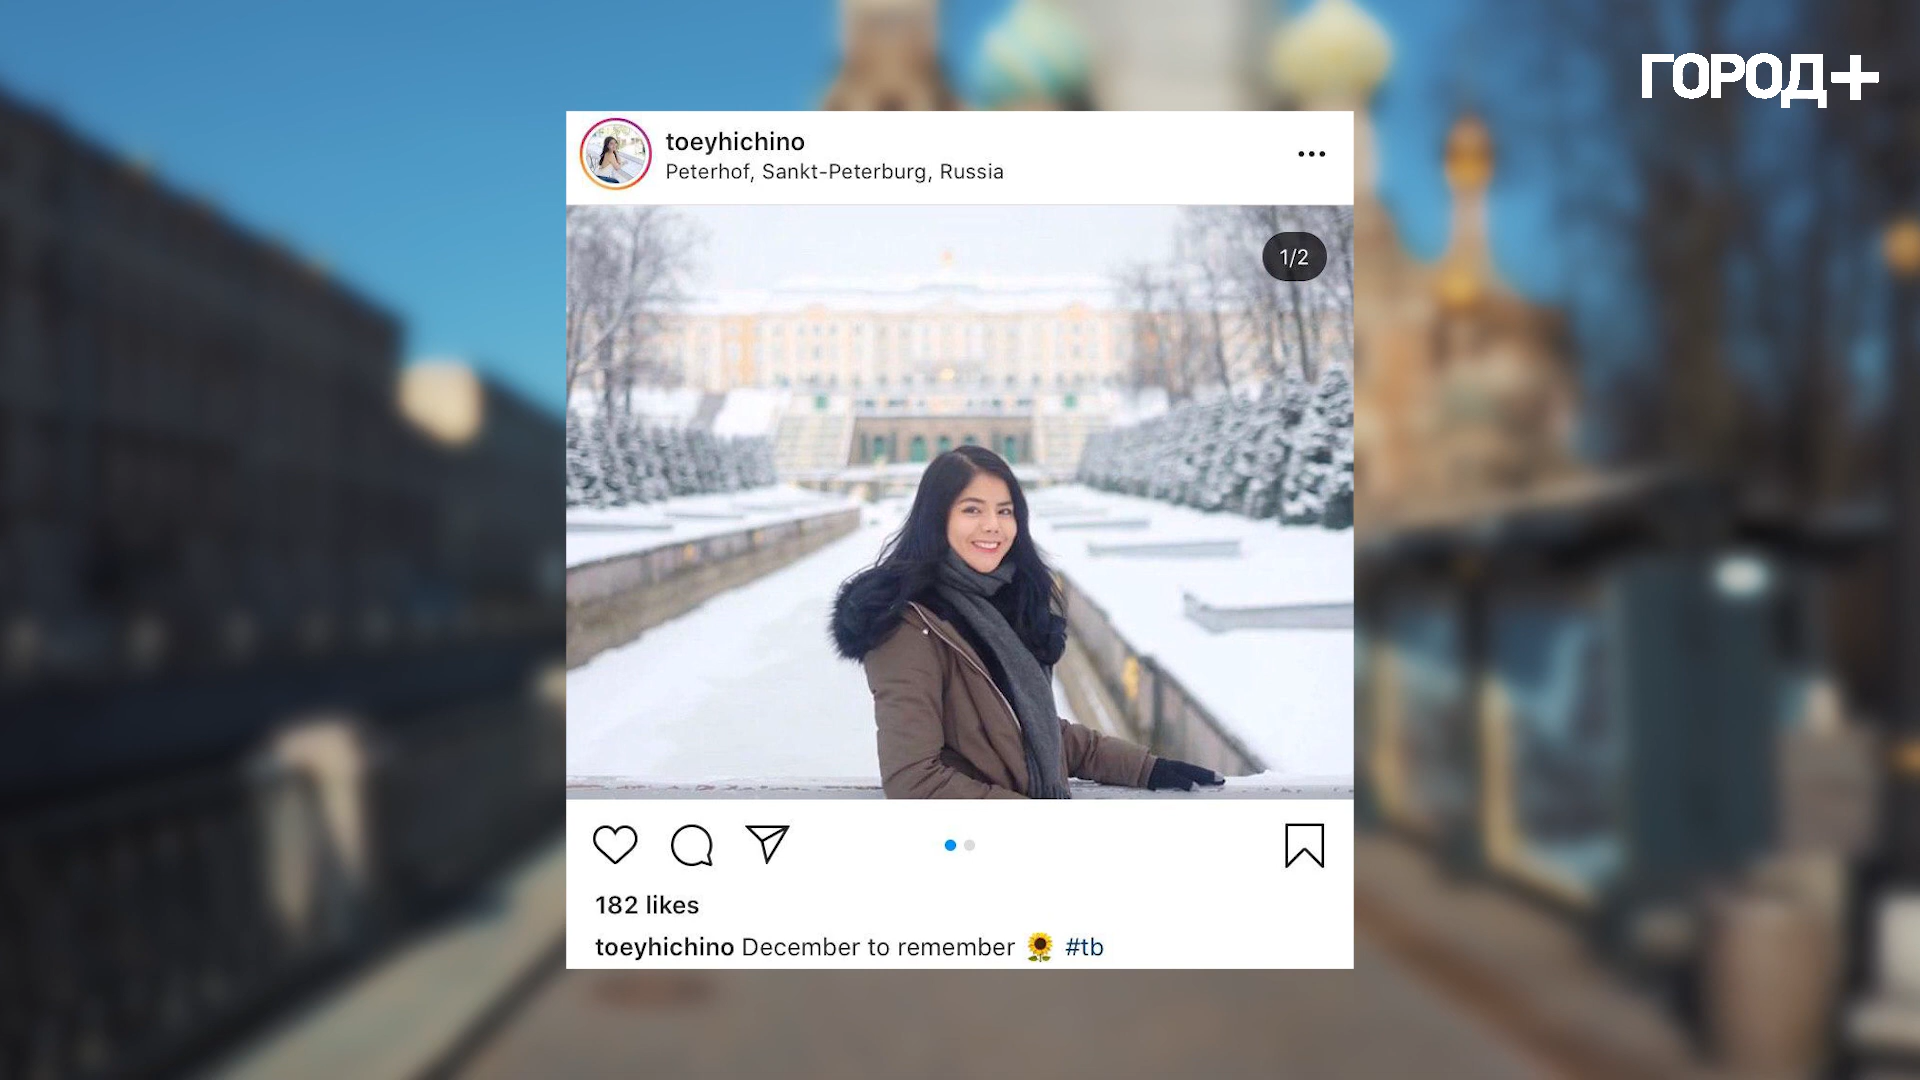 ГОРОД+
toeyhichino
Peterhof, Sankt-Peterburg, Russia
1/2
182 likes
toeyhichino December to remember 🌻 #tb